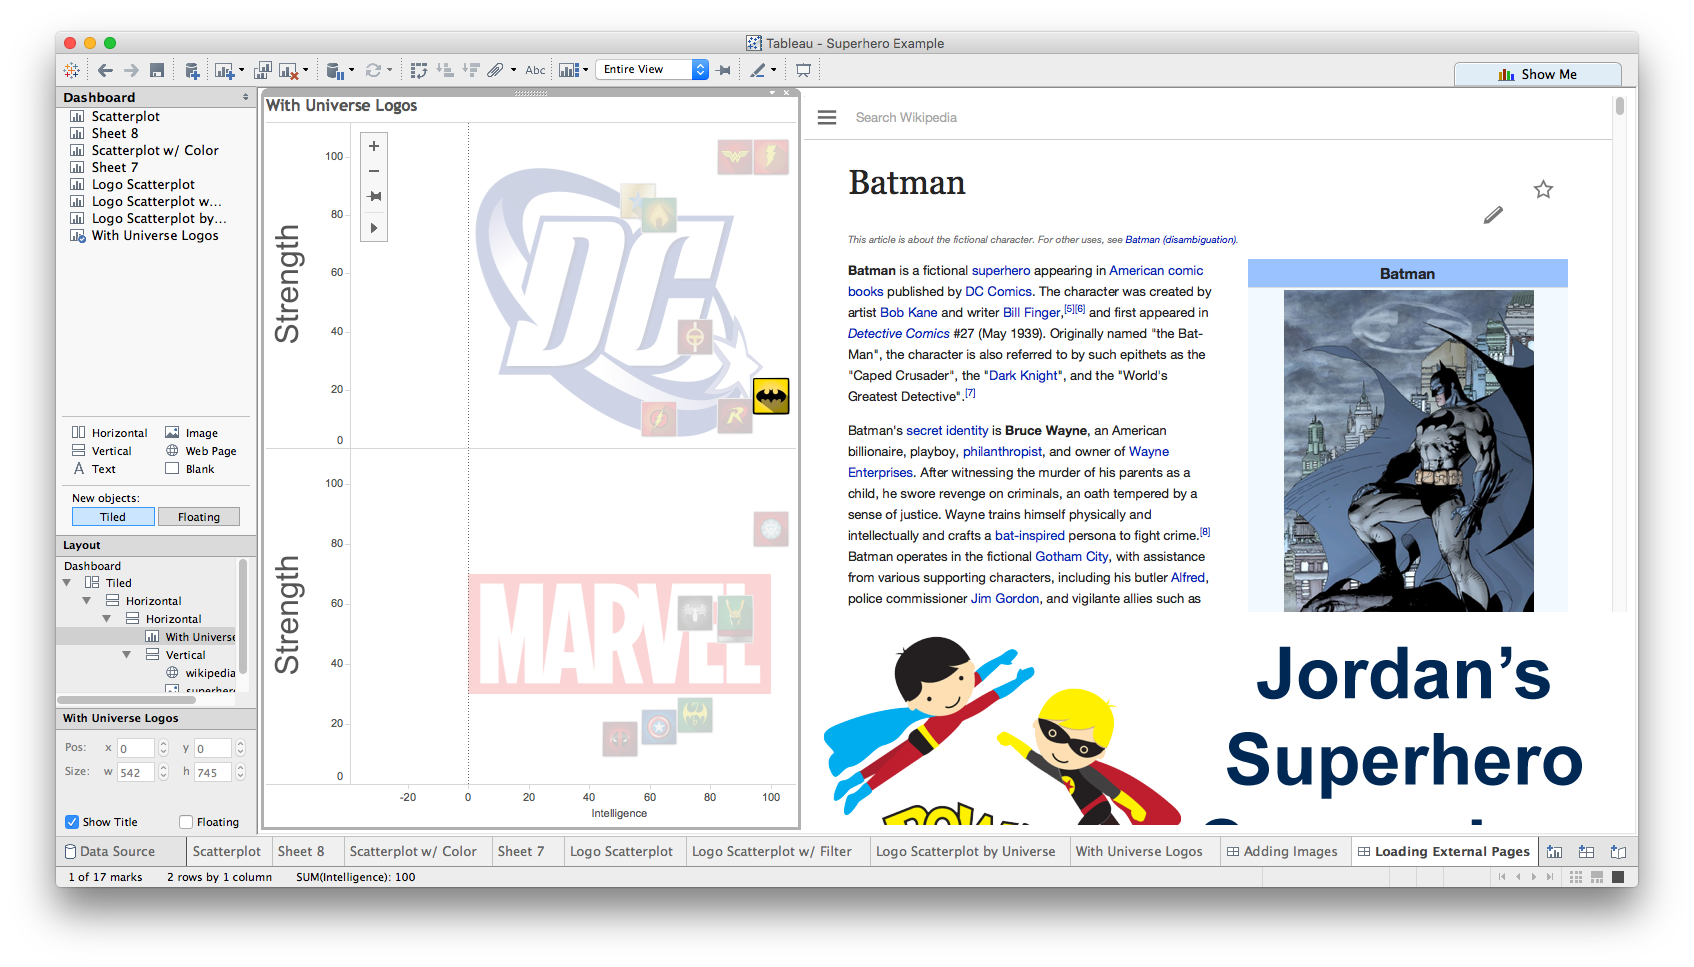 Tableau - Superhero Example
Abc
Entire View
Show Me
Dashboard
Scatterplot
Sheet 8
Scatterplot w/ Color
Sheet 7
Logo Scatterplot
Logo Scatterplot w...
Logo Scatterplot by...
With Universe Logos
Horizontal
Image
Vertical
Web Page
A Text
Blank
New objects:
Tiled
Floating
Layout
Dashboard
Tiled
Horizontal
Horizontal
With Universe
Vertical
wikipedia
superhero
With Universe Logos
Pos: x 0 y 0
Size: w 542 h 745
Show Title
Floating
With Universe Logos
Strength
100
80
60
40
20
0
DC
Strength
100
80
60
40
20
0
MARVEL
-20 0 20 40 60 80 100
Intelligence
Search Wikipedia
Batman
This article is about the fictional character. For other uses, see Batman (disambiguation).
Batman is a fictional superhero appearing in American comic
books published by DC Comics. The character was created by
artist Bob Kane and writer Bill Finger,[5][6] and first appeared in
Detective Comics #27 (May 1939). Originally named "the Bat-
Man", the character is also referred to by such epithets as the
"Caped Crusader", the "Dark Knight", and the "World's
Greatest Detective".[7]
Batman's secret identity is Bruce Wayne, an American
billionaire, playboy, philanthropist, and owner of Wayne
Enterprises. After witnessing the murder of his parents as a
child, he swore revenge on criminals, an oath tempered by a
sense of justice. Wayne trains himself physically and
intellectually and crafts a bat-inspired persona to fight crime.[8]
Batman operates in the fictional Gotham City, with assistance
from various supporting characters, including his butler Alfred,
police commissioner Jim Gordon, and vigilante allies such as
Batman
Jordan's
Superhero
POW
Data Source
Scatterplot
Sheet 8
Scatterplot w/ Color
Sheet 7
Logo Scatterplot
Logo Scatterplot w/ Filter
Logo Scatterplot by Universe
With Universe Logos
Adding Images
Loading External Pages
1 of 17 marks
2 rows by 1 column
SUM(Intelligence): 100